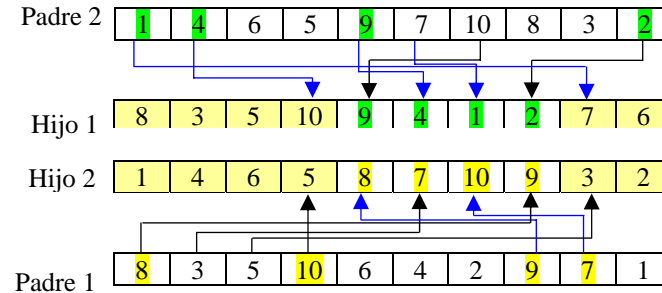 Padre 2 1 4 6 5 9 7 10 8 3 2
Hijo 1 8 3 5 10 9 4 1 2 7 6
Hijo 2 1 4 6 5 8 7 10 9 3 2
Padre 1 8 3 5 10 6 4 2 9 7 1